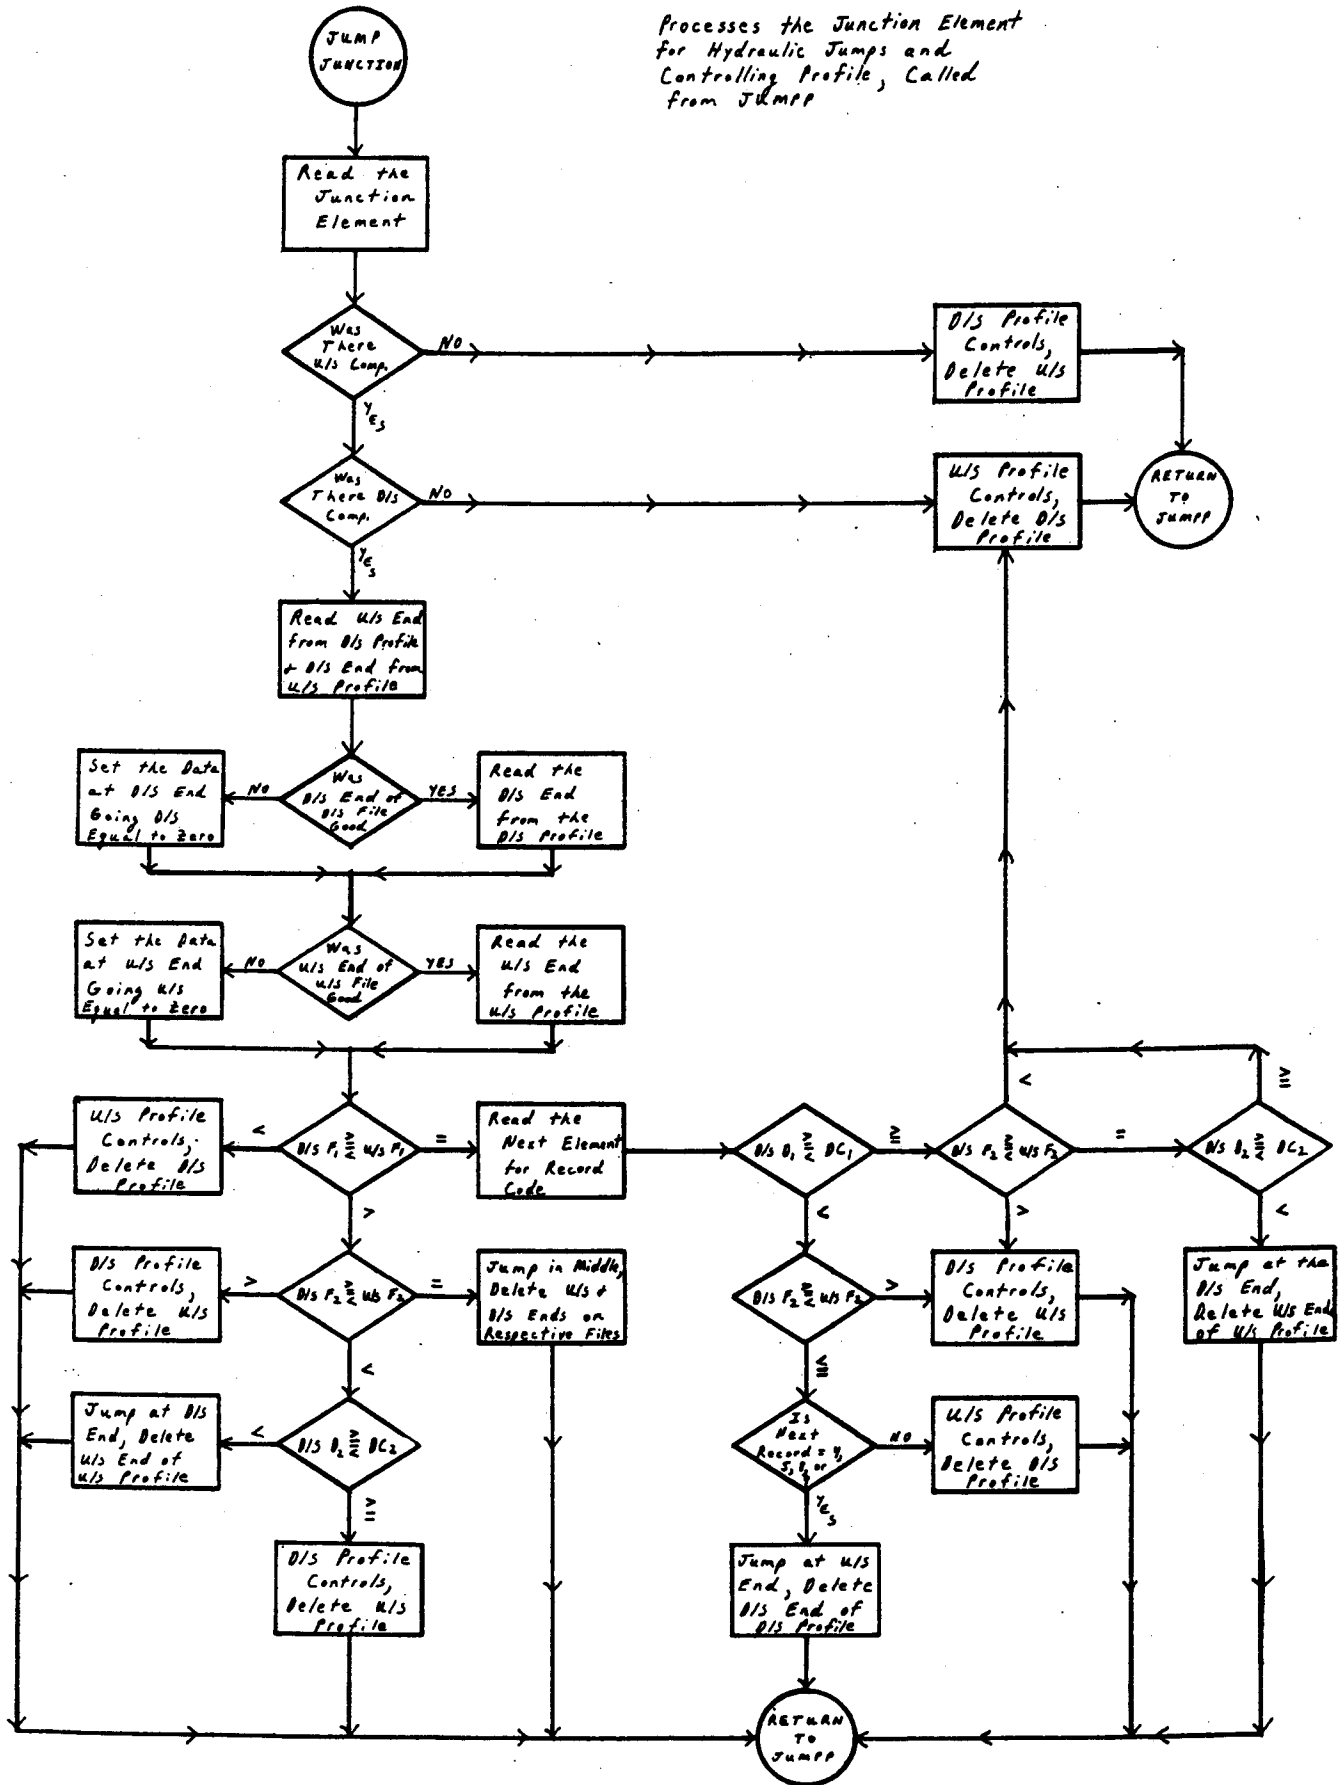 JUMP
JUNCTION
Processes the Junction Element
for Hydraulic Jumps and
Controlling Profile, Called
from JUMPP
Read the
Junction
Element
Was
There
U/S Comp.
NO
YES
D/S Profile
Controls,
Delete U/S
Profile
Was
There D/S
Comp.
NO
YES
U/S Profile
Controls,
Delete D/S
Profile
RETURN
TO
JUMPP
Read U/S End
from D/S Profile
+ D/S End from
U/S Profile
Set the Data
at D/S End
Going D/S
Equal to Zero
NO
Was
D/S End of
D/S File
Good
YES
Read the
D/S End
from the
D/S Profile
Set the Data
at U/S End
Going U/S
Equal to Zero
NO
Was
U/S End of
U/S File
Good
YES
Read the
U/S End
from the
U/S Profile
U/S Profile
Controls,
Delete D/S
Profile
<
D/S F₁ ⪌ U/S F₁
=
>
Read the
Next Element
for Record
Code
D/S D₁ ⪌ DC₁
≥
<
D/S F₂ ⪌ U/S F₂
<
=
>
D/S D₂ ⪌ DC₂
≥
<
D/S Profile
Controls,
Delete U/S
Profile
>
D/S F₂ ⪌ U/S F₂
=
<
Jump in Middle,
Delete U/S +
D/S Ends on
Respective Files
D/S F₂ ⪌ U/S F₂
>
≤
D/S Profile
Controls,
Delete U/S
Profile
Jump at the
D/S End,
Delete U/S End
of U/S Profile
Jump at D/S
End, Delete
U/S End of
U/S Profile
<
D/S D₂ ⪌ DC₂
≥
Is
Next
Record =
or
NO
YES
U/S Profile
Controls,
Delete D/S
Profile
D/S Profile
Controls,
Delete U/S
Profile
Jump at U/S
End, Delete
D/S End of
D/S Profile
RETURN
TO
JUMPP